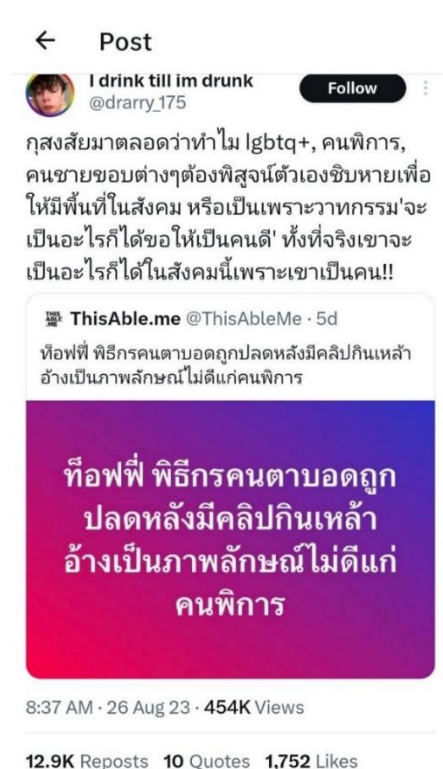 ← Post
I drink till im drunk
@drarry_175
Follow
กุสงสัยมาตลอดว่าทำไม lgbtq+, คนพิการ,
คนชายขอบต่างๆต้องพิสูจน์ตัวเองชิบหายเพื่อ
ให้มีพื้นที่ในสังคม หรือเป็นเพราะวาทกรรม'จะ
เป็นอะไรก็ได้ขอให้เป็นคนดี' ทั้งที่จริงเขาจะ
เป็นอะไรก็ได้ในสังคมนี้เพราะเขาเป็นคน!!
THIS ABLE ME
ThisAble.me @ThisAbleMe · 5d
ท็อฟฟี่ พิธีกรคนตาบอดถูกปลดหลังมีคลิปกินเหล้า
อ้างเป็นภาพลักษณ์ไม่ดีแก่คนพิการ
ท็อฟฟี่ พิธีกรคนตาบอดถูก
ปลดหลังมีคลิปกินเหล้า
อ้างเป็นภาพลักษณ์ไม่ดีแก่
คนพิการ
8:37 AM · 26 Aug 23 · 454K Views
12.9K Reposts 10 Quotes 1,752 Likes